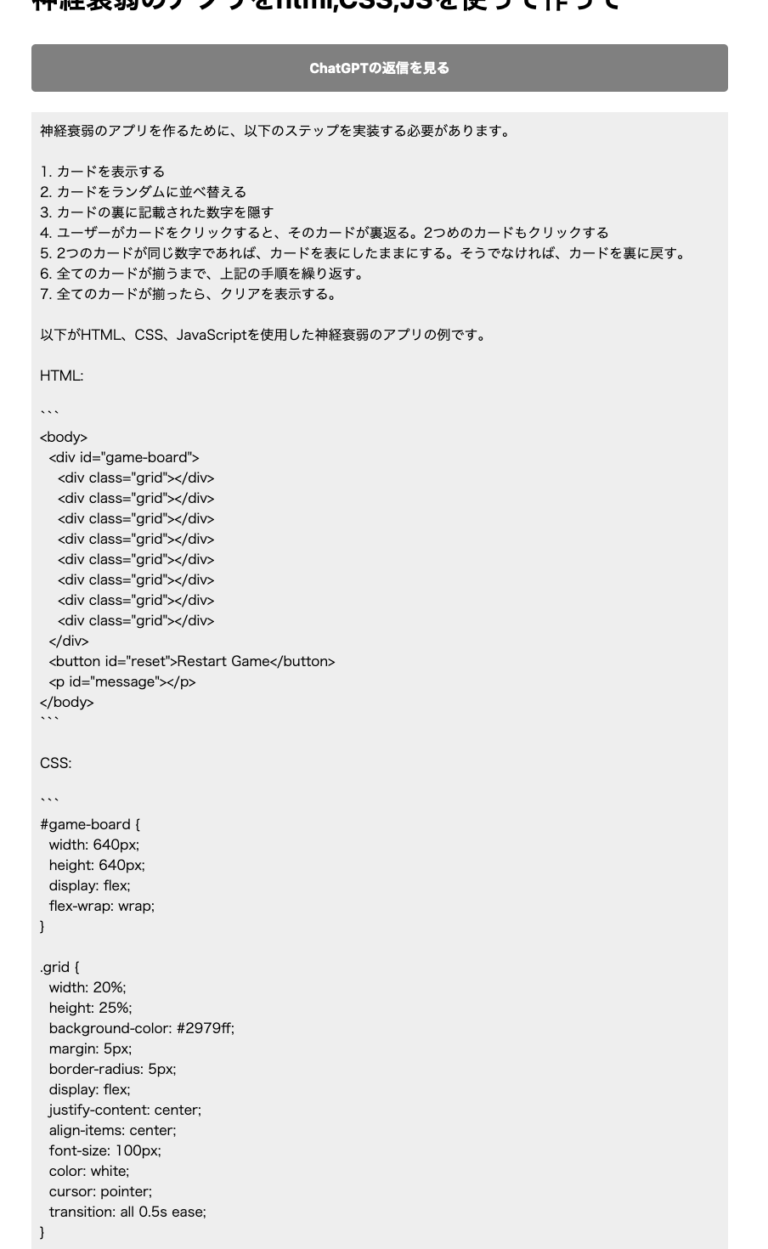 神経衰弱のアプリをhtml,CSS,JSを使って作って
ChatGPTの返信を見る
神経衰弱のアプリを作るために、以下のステップを実装する必要があります。
1. カードを表示する
2. カードをランダムに並べ替える
3. カードの裏に記載された数字を隠す
4. ユーザーがカードをクリックすると、そのカードが裏返る。2つめのカードもクリックする
5. 2つのカードが同じ数字であれば、カードを表にしたままにする。そうでなければ、カードを裏に戻す。
6. 全てのカードが揃うまで、上記の手順を繰り返す。
7. 全てのカードが揃ったら、クリアを表示する。
以下がHTML、CSS、JavaScriptを使用した神経衰弱のアプリの例です。
HTML:
```
<body>
  <div id="game-board">
    <div class="grid"></div>
    <div class="grid"></div>
    <div class="grid"></div>
    <div class="grid"></div>
    <div class="grid"></div>
    <div class="grid"></div>
    <div class="grid"></div>
    <div class="grid"></div>
  </div>
  <button id="reset">Restart Game</button>
  <p id="message"></p>
</body>
```
CSS:
```
#game-board {
  width: 640px;
  height: 640px;
  display: flex;
  flex-wrap: wrap;
}
.grid {
  width: 20%;
  height: 25%;
  background-color: #2979ff;
  margin: 5px;
  border-radius: 5px;
  display: flex;
  justify-content: center;
  align-items: center;
  font-size: 100px;
  color: white;
  cursor: pointer;
  transition: all 0.5s ease;
}